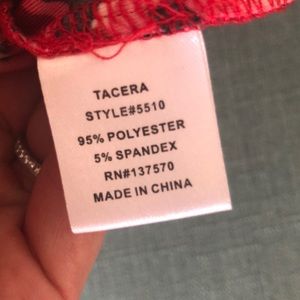 TACERA
STYLE#5510
95% POLYESTER
5% SPANDEX
RN#137570
MADE IN CHINA